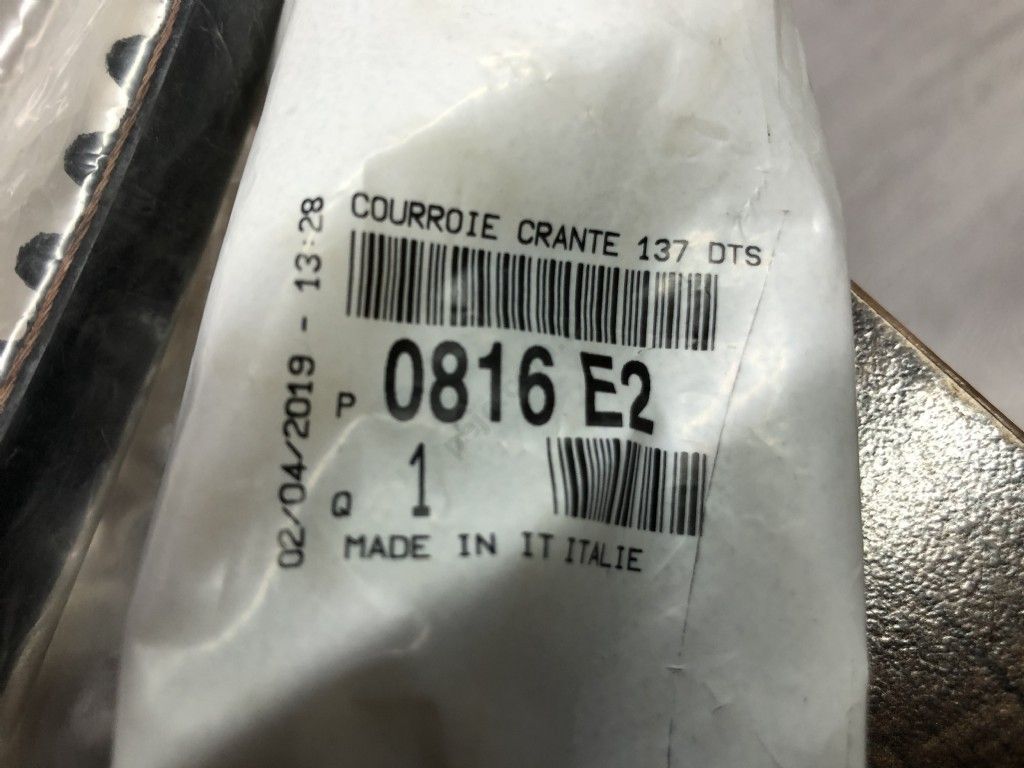 COURROIE CRANTE 137 DTS
P 0816 E2
Q 1
MADE IN IT ITALIE
02/04/2019 - 13:28